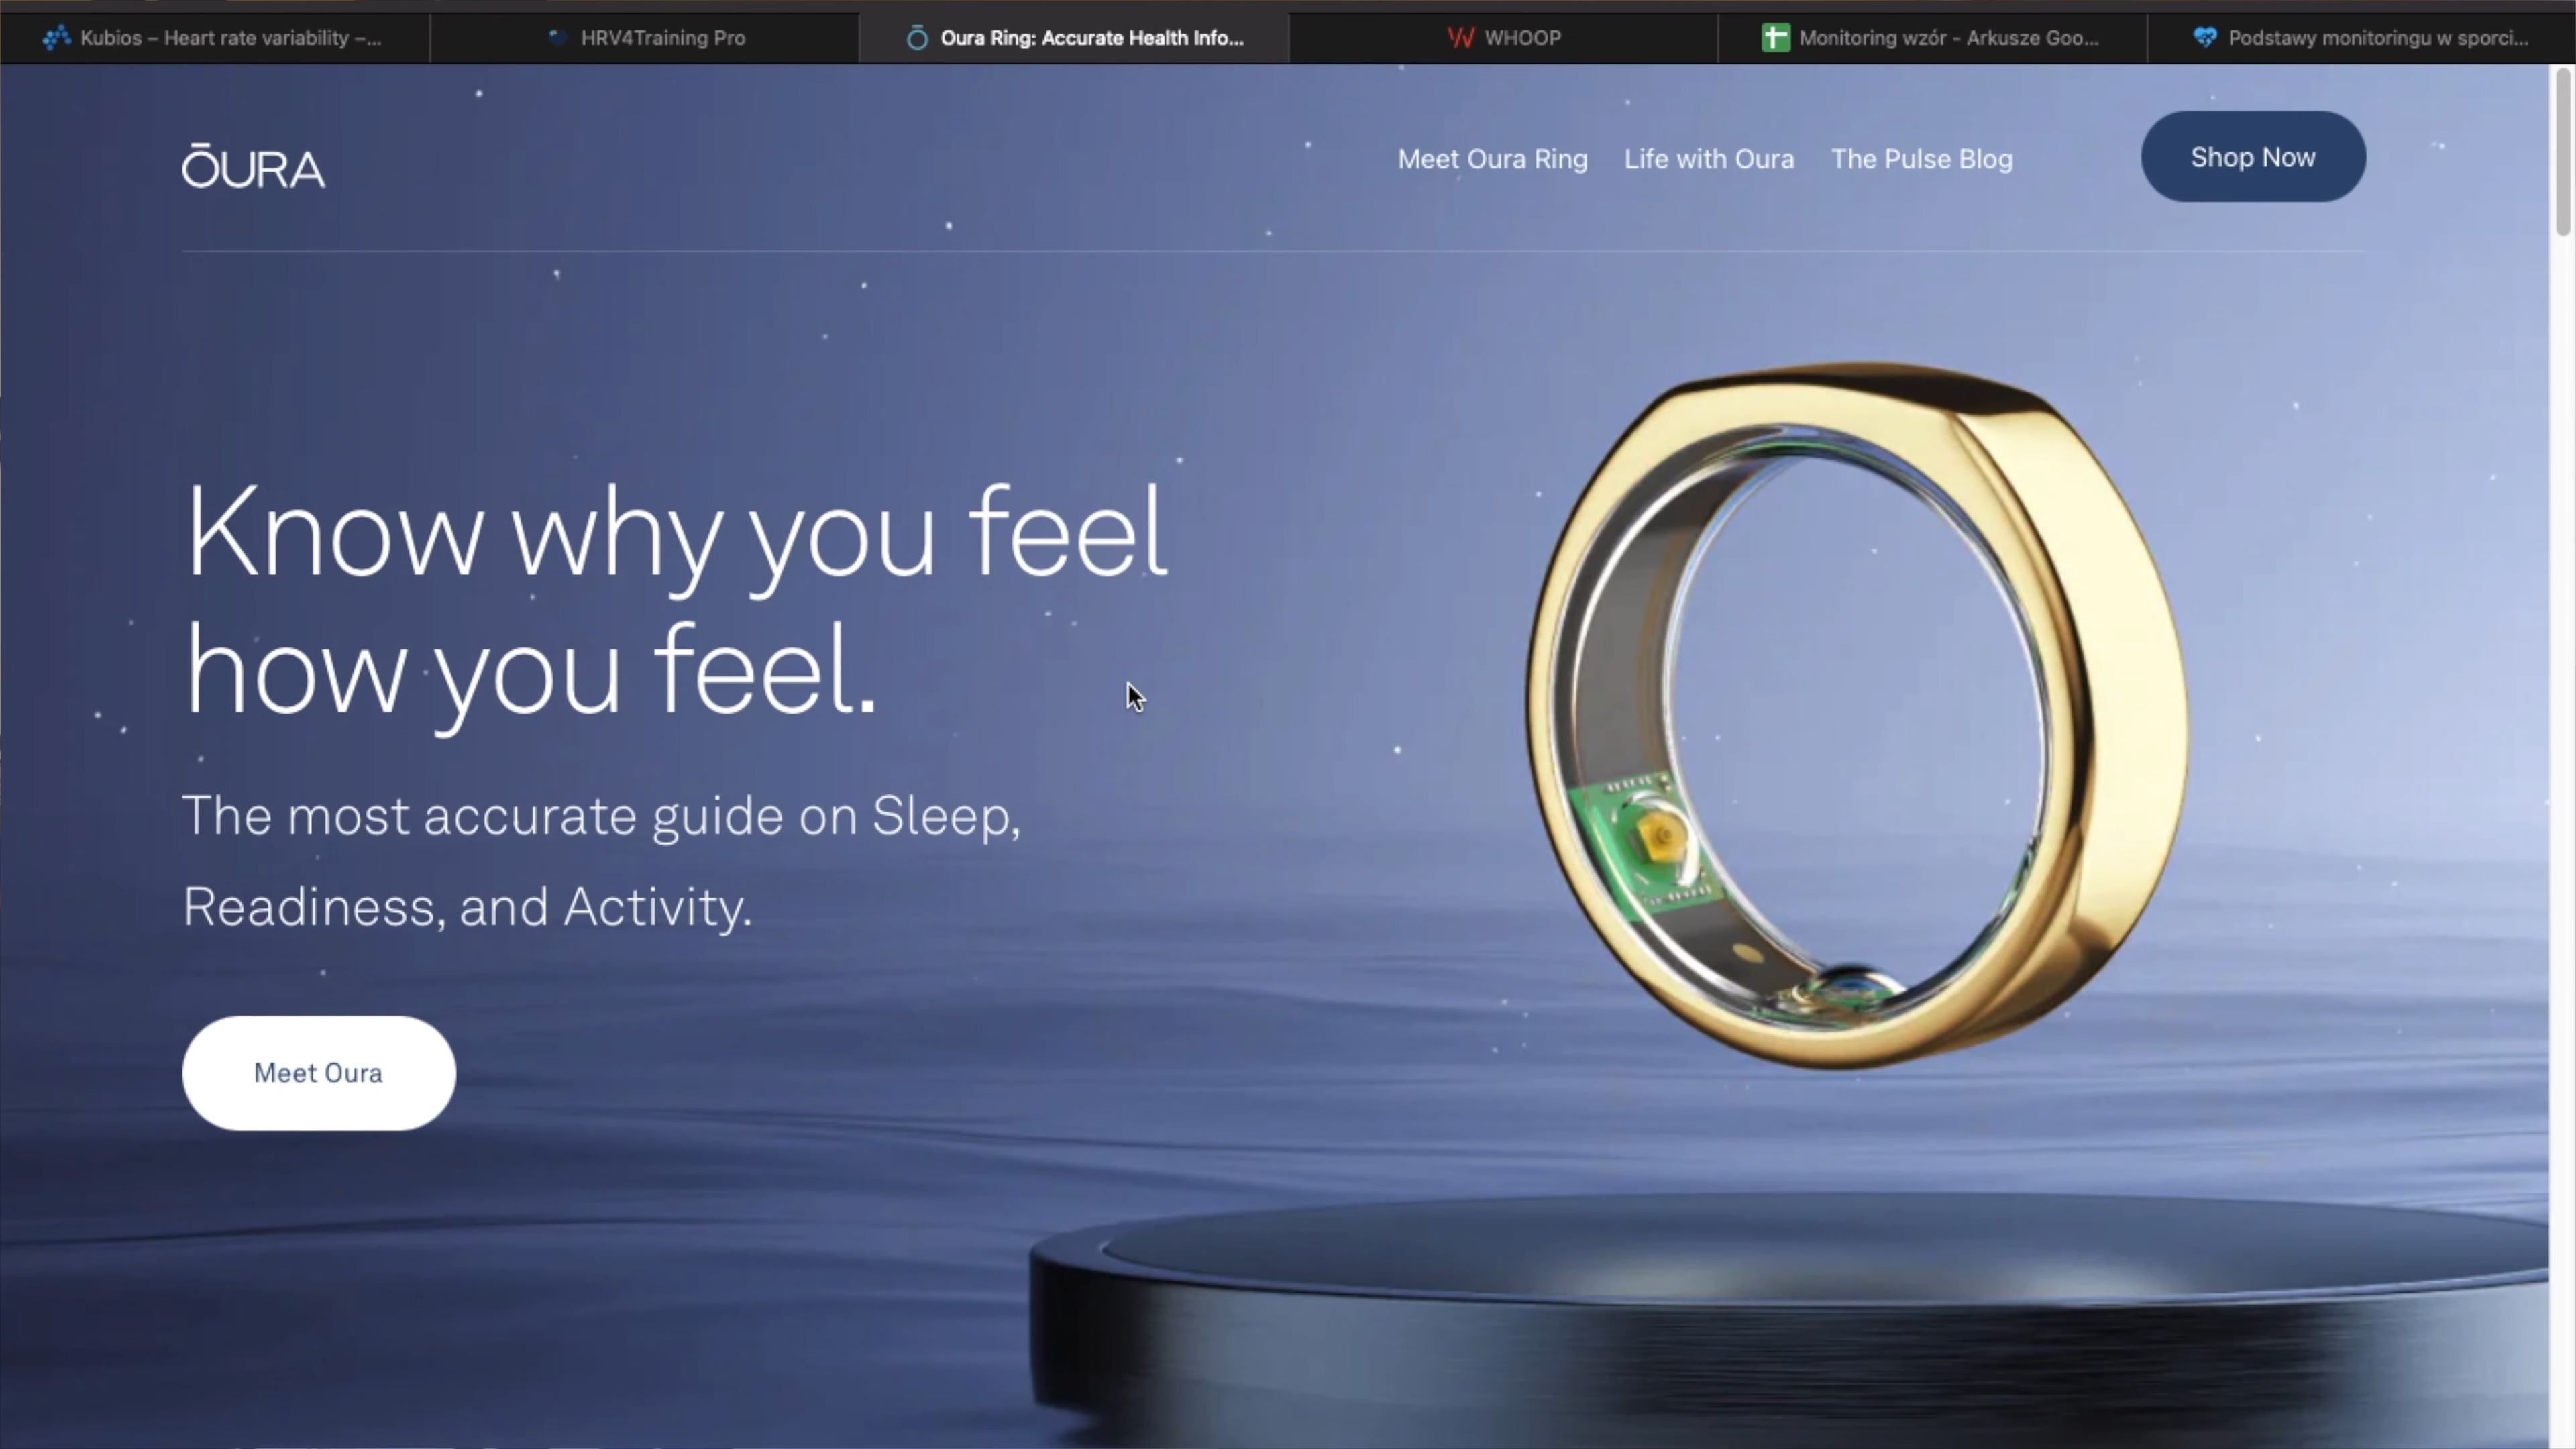 Kubios – Heart rate variability –...
HRV4Training Pro
Oura Ring: Accurate Health Info...
WHOOP
Monitoring wzór - Arkusze Goo...
Podstawy monitoringu w sporci...
ŌURA
Meet Oura Ring
Life with Oura
The Pulse Blog
Shop Now
Know why you feel
how you feel.
The most accurate guide on Sleep,
Readiness, and Activity.
Meet Oura